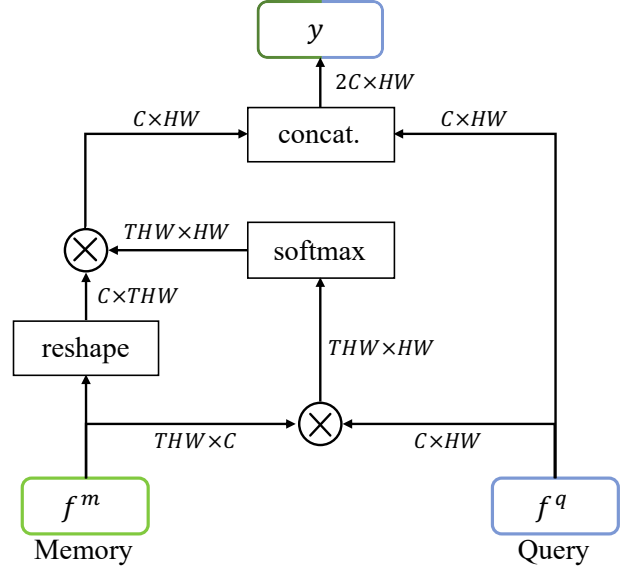 y
2C×HW
C×HW
concat.
C×HW
THW×HW
softmax
C×THW
reshape
THW×HW
THW×C
C×HW
f^m
f^q
Memory
Query